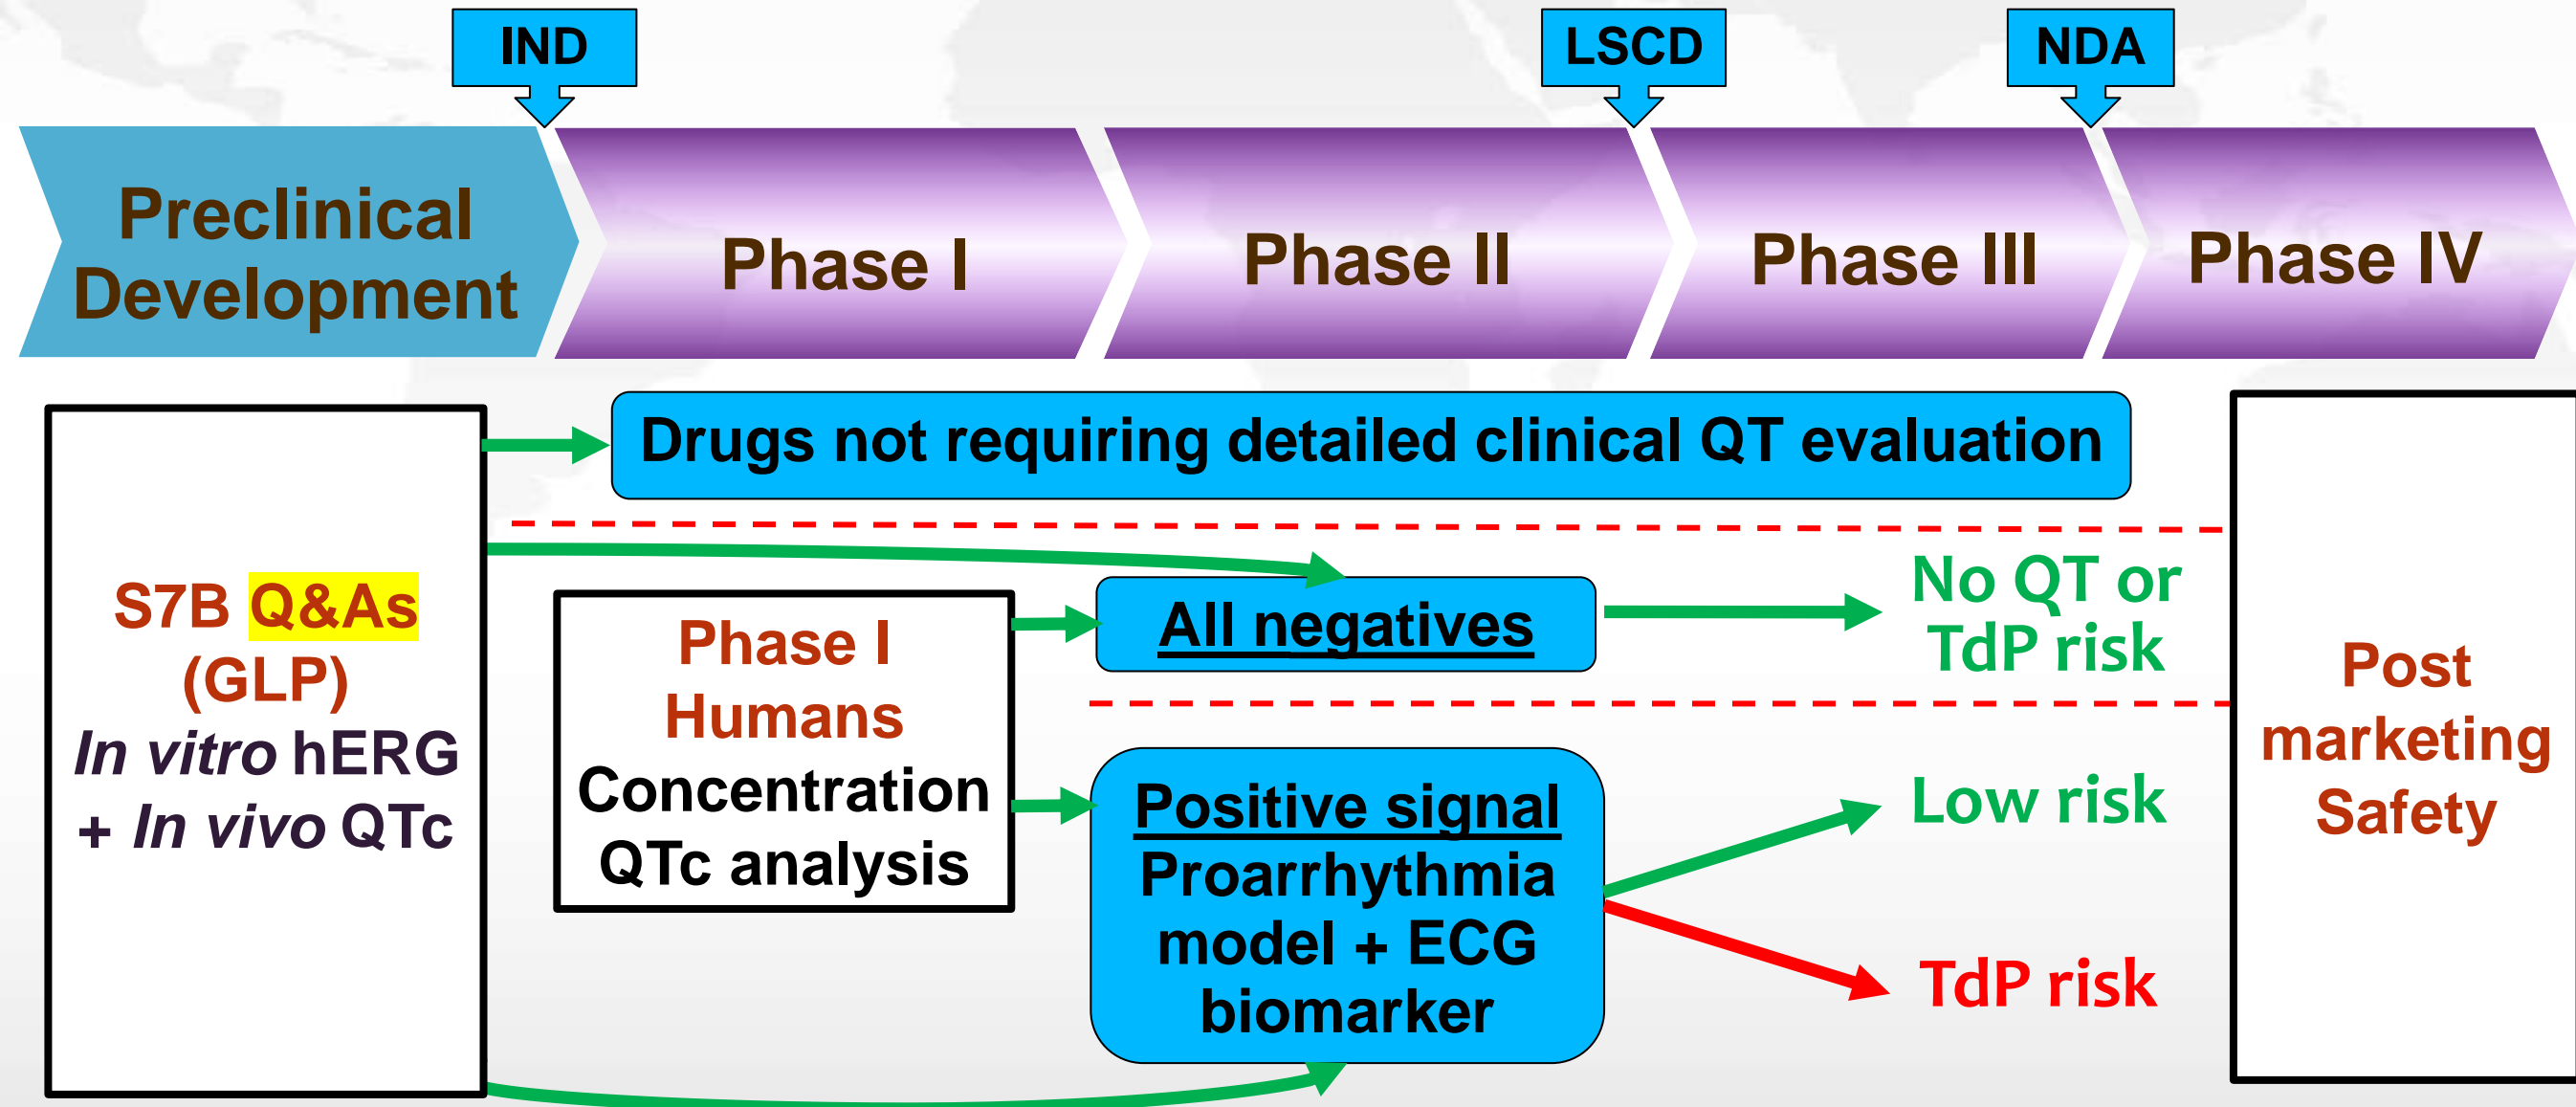 IND
LSCD
NDA
Preclinical
Development
Phase I
Phase II
Phase III
Phase IV
Drugs not requiring detailed clinical QT evaluation
S7B Q&As
(GLP)
In vitro hERG
+ In vivo QTc
Phase I
Humans
Concentration
QTc analysis
All negatives
No QT or
TdP risk
Positive signal
Proarrhythmia
model + ECG
biomarker
Low risk
TdP risk
Post
marketing
Safety